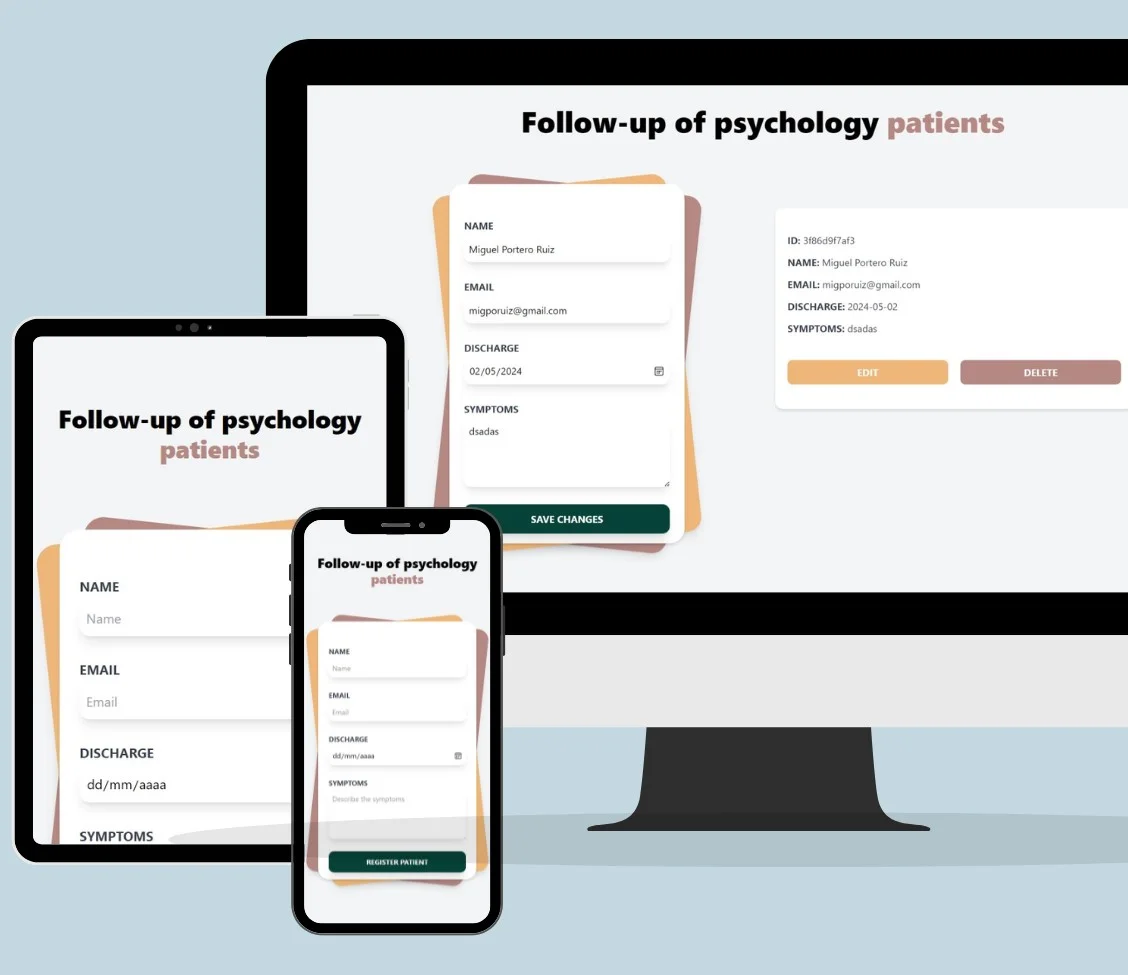 Follow-up of psychology patients
NAME
Miguel Portero Ruiz
EMAIL
migporuiz@gmail.com
DISCHARGE
02/05/2024
SYMPTOMS
dsadas
SAVE CHANGES
ID: 3f86d9f7af3
NAME: Miguel Portero Ruiz
EMAIL: migporuiz@gmail.com
DISCHARGE: 2024-05-02
SYMPTOMS: dsadas
EDIT
DELETE
Follow-up of psychology
patients
NAME
Name
EMAIL
Email
DISCHARGE
dd/mm/aaaa
SYMPTOMS
Follow-up of psychology
patients
NAME
Name
EMAIL
Email
DISCHARGE
dd/mm/aaaa
SYMPTOMS
Describe the symptoms
REGISTER PATIENT